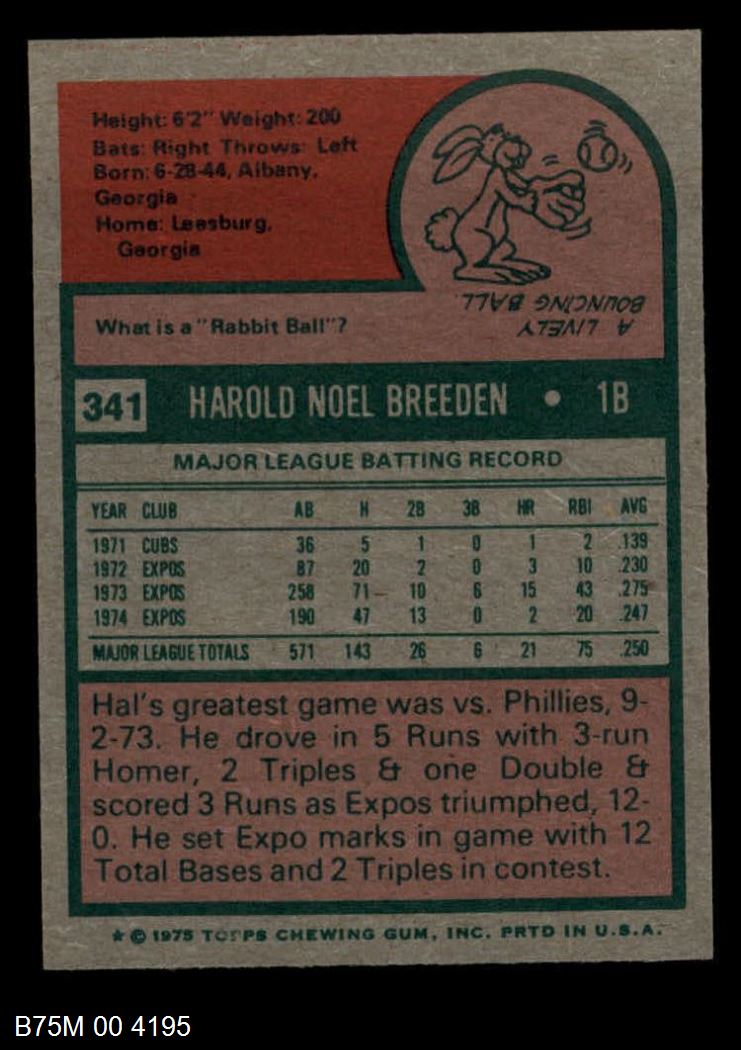 Height: 6'2" Weight: 200
Bats: Right Throws: Left
Born: 6-28-44, Albany,
Georgia
Home: Leesburg,
Georgia
What is a "Rabbit Ball"?
A LIVELY
BOUNCING BALL.
341 HAROLD NOEL BREEDEN • 1B
MAJOR LEAGUE BATTING RECORD
YEAR CLUB AB H 2B 3B HR RBI AVG
1971 CUBS 36 5 1 0 1 2 .139
1972 EXPOS 87 20 2 0 3 10 .230
1973 EXPOS 258 71 10 6 15 43 .275
1974 EXPOS 190 47 13 0 2 20 .247
MAJOR LEAGUE TOTALS 571 143 26 6 21 75 .250
Hal's greatest game was vs. Phillies, 9-
2-73. He drove in 5 Runs with 3-run
Homer, 2 Triples & one Double &
scored 3 Runs as Expos triumphed, 12-
0. He set Expo marks in game with 12
Total Bases and 2 Triples in contest.
★ © 1975 TOPPS CHEWING GUM, INC. PRTD IN U.S.A.
B75M 00 4195